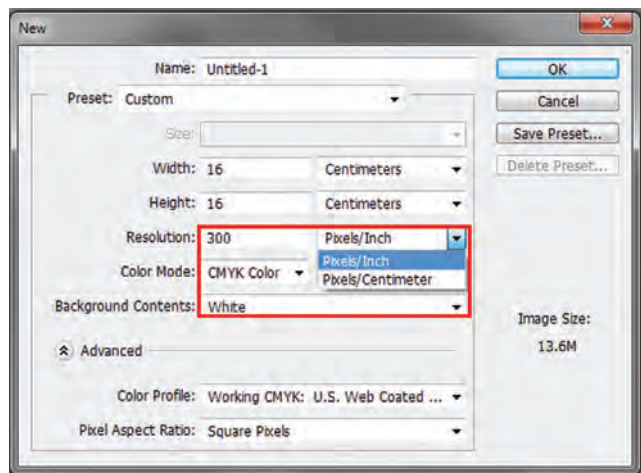 New
Name: Untitled-1
OK
Preset: Custom
Cancel
Size:
Save Preset...
Width: 16 Centimeters
Delete Preset...
Height: 16 Centimeters
Resolution: 300 Pixels/Inch
Pixels/Inch
Color Mode: CMYK Color
Pixels/Centimeter
Background Contents: White
Image Size:
13.6M
Advanced
Color Profile: Working CMYK: U.S. Web Coated ...
Pixel Aspect Ratio: Square Pixels